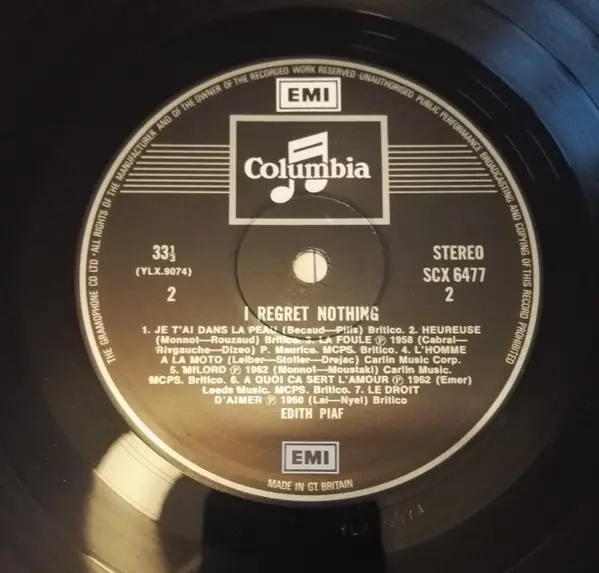 THE GRAMOPHONE CO LTD · ALL RIGHTS OF THE MANUFACTURER AND OF THE OWNER OF THE RECORDED WORK RESERVED · UNAUTHORISED PUBLIC PERFORMANCE BROADCASTING AND COPYING OF THIS RECORD PROHIBITED
EMI
Columbia
33⅓
(YLX.9074)
2
STEREO
SCX 6477
2
I REGRET NOTHING
1. JE T'AI DANS LA PEAU (Becaud—Pilis) Britico. 2. HEUREUSE
(Monnot—Rouzaud) Britico. 3. LA FOULE Ⓟ 1958 (Cabral—
Rivgauche—Dizeo) P. Maurice. MCPS. Britico. 4. L'HOMME
A LA MOTO (Leiber—Stoller—Drejac) Carlin Music Corp.
5. MILORD Ⓟ 1962 (Monnot—Moustaki) Carlin Music.
MCPS. Britico. 6. A QUOI CA SERT L'AMOUR Ⓟ 1962 (Emer)
Leeds Music. MCPS. Britico. 7. LE DROIT
D'AIMER Ⓟ 1960 (Lai—Nyel) Britico
EDITH PIAF
EMI
MADE IN GT. BRITAIN